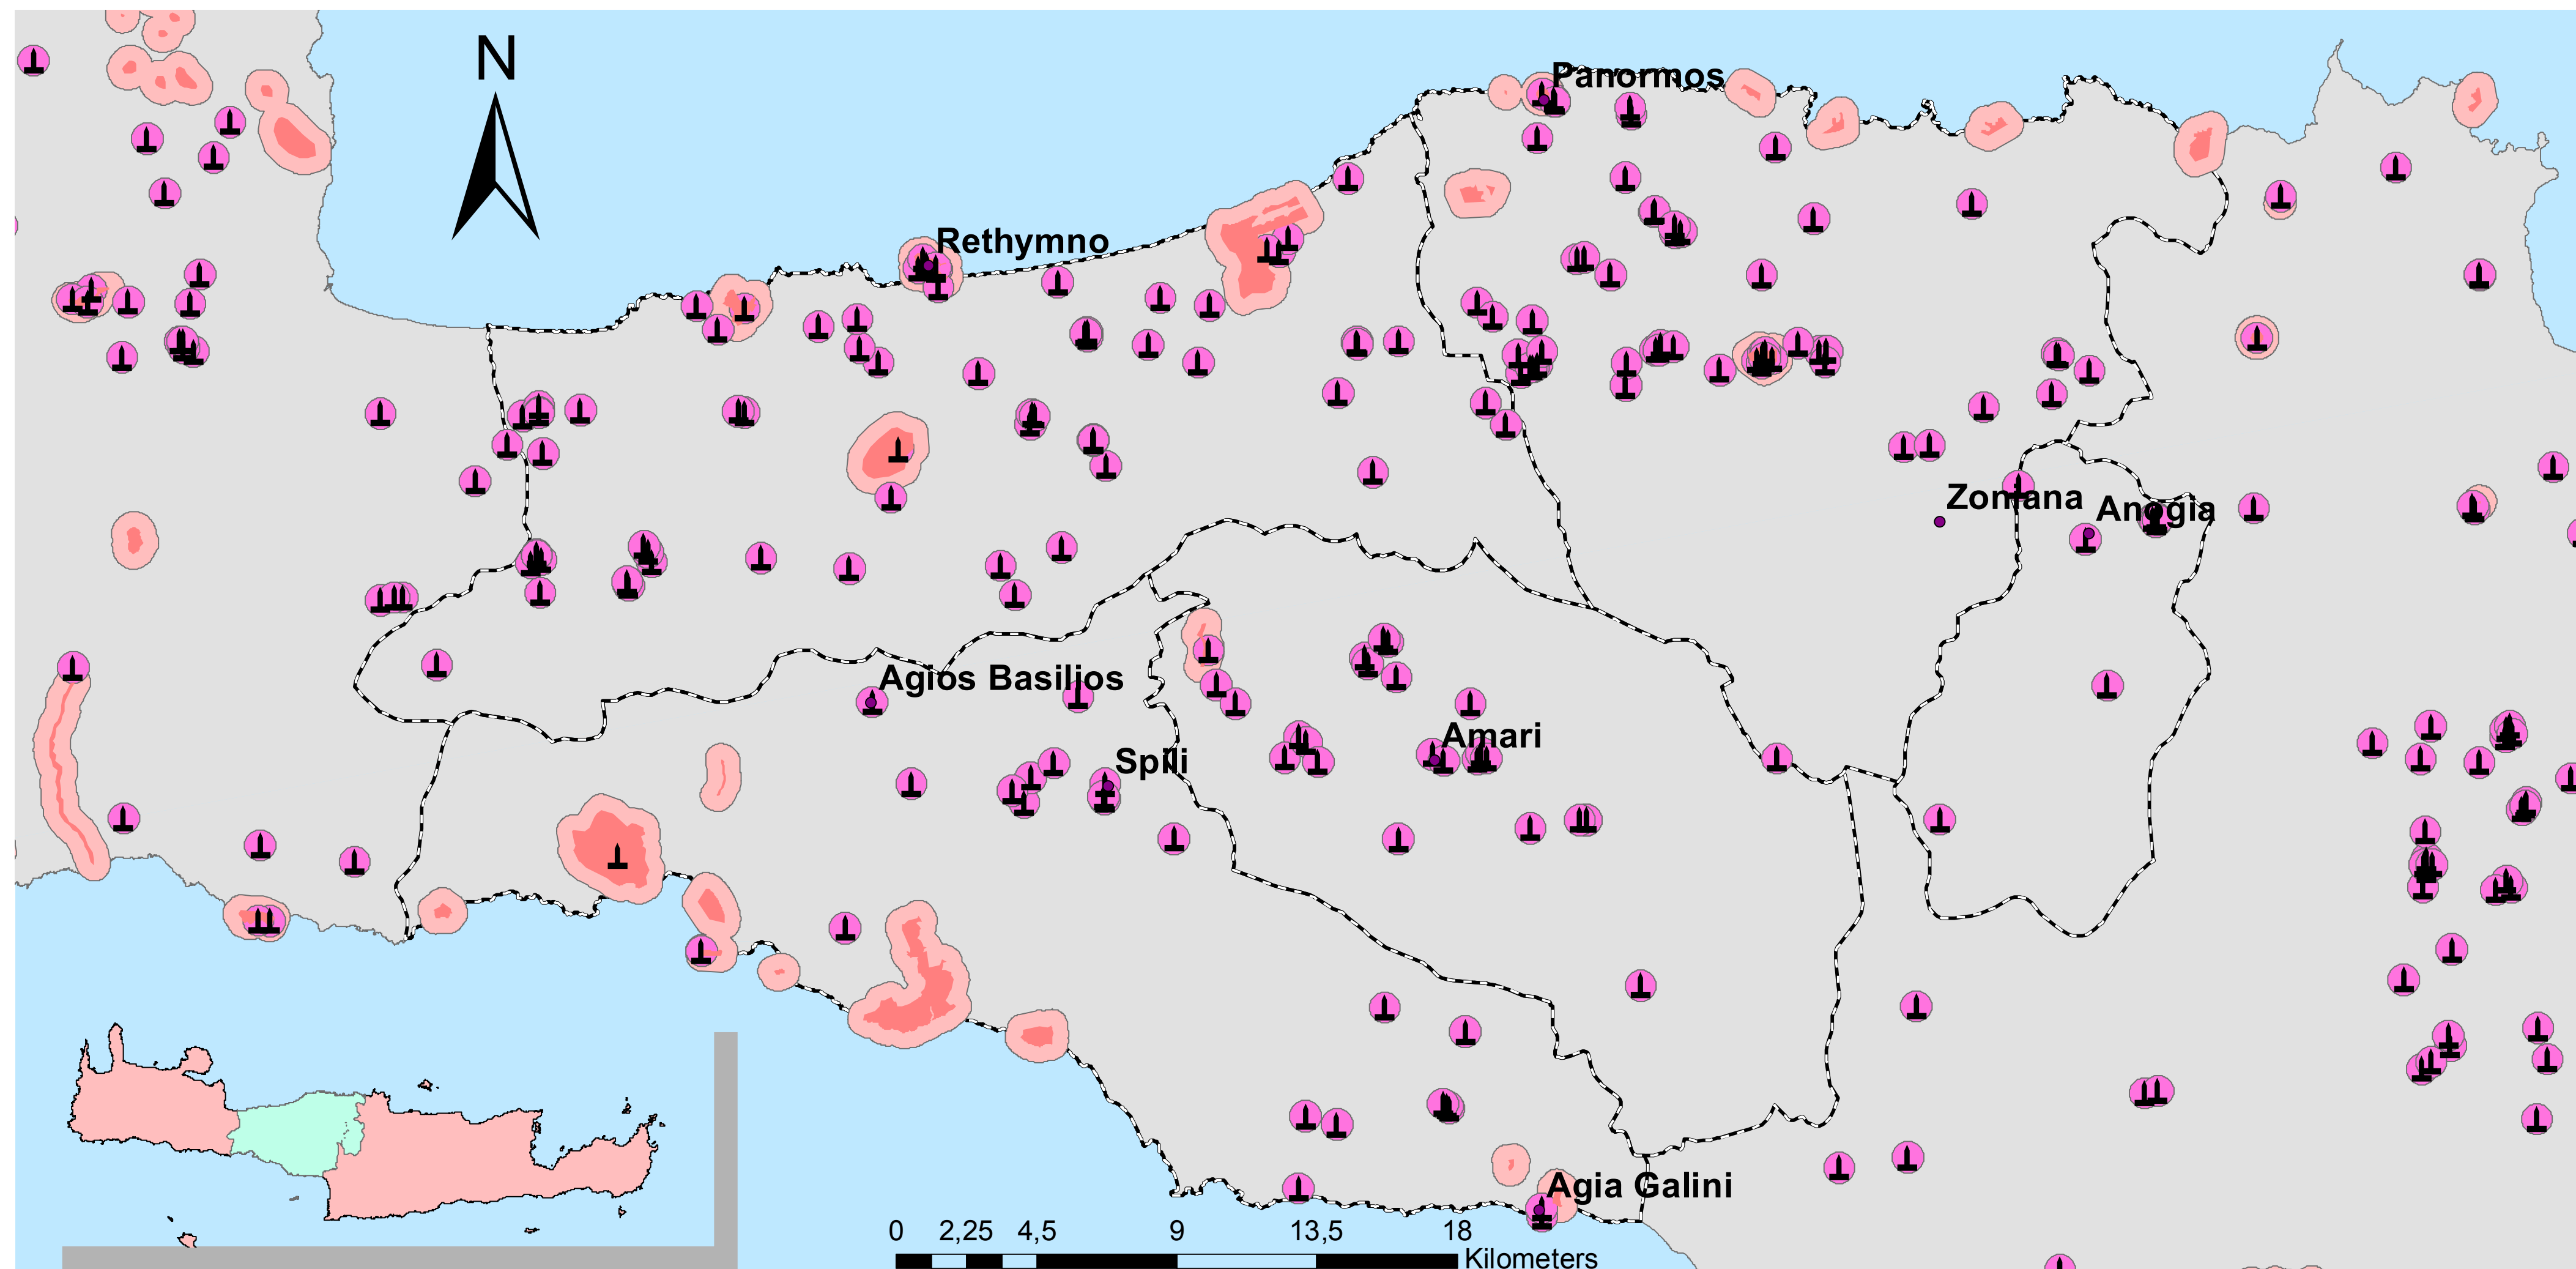 N
Panormos
Rethymno
Zoniana
Anogia
Agios Basilios
Amari
Spili
Agia Galini
0 2,25 4,5 9 13,5 18
Kilometers